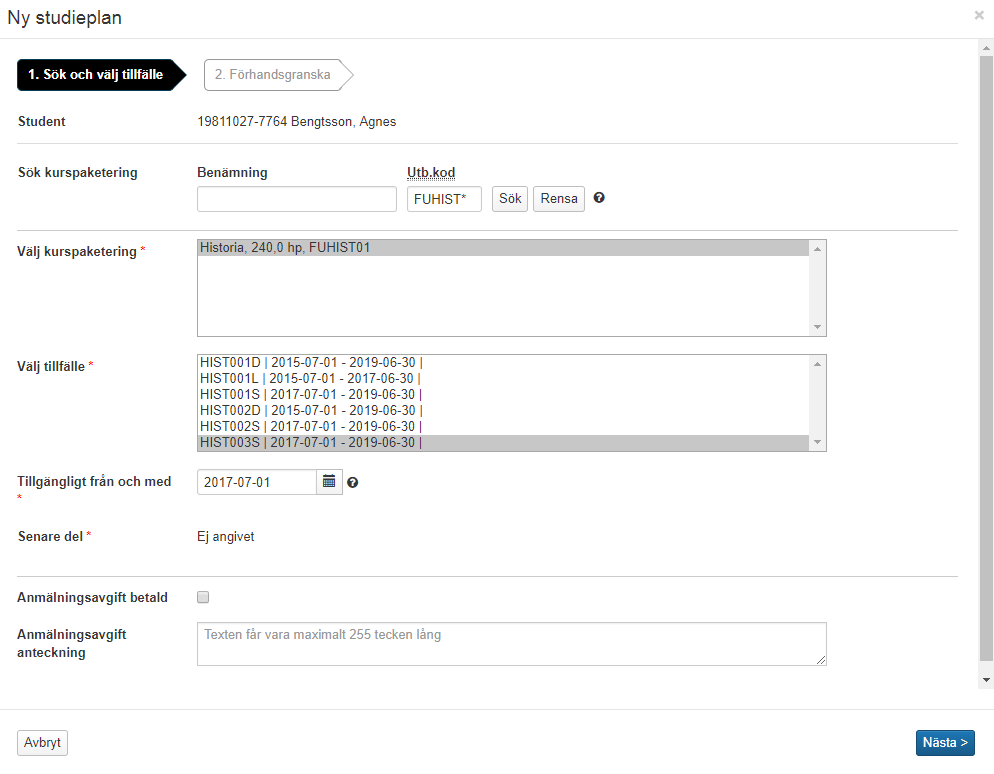 Ny studieplan
×
1. Sök och välj tillfälle
2. Förhandsgranska
Student
19811027-7764 Bengtsson, Agnes
Sök kurspaketering
Benämning
Utb.kod
FUHIST*
Sök
Rensa
?
Välj kurspaketering *
Historia, 240,0 hp, FUHIST01
Välj tillfälle *
HIST001D | 2015-07-01 - 2019-06-30 |
HIST001L | 2015-07-01 - 2017-06-30 |
HIST001S | 2017-07-01 - 2019-06-30 |
HIST002D | 2015-07-01 - 2019-06-30 |
HIST002S | 2017-07-01 - 2019-06-30 |
HIST003S | 2017-07-01 - 2019-06-30 |
Tillgängligt från och med
*
2017-07-01
?
Senare del *
Ej angivet
Anmälningsavgift betald
Anmälningsavgift
anteckning
Texten får vara maximalt 255 tecken lång
Avbryt
Nästa >